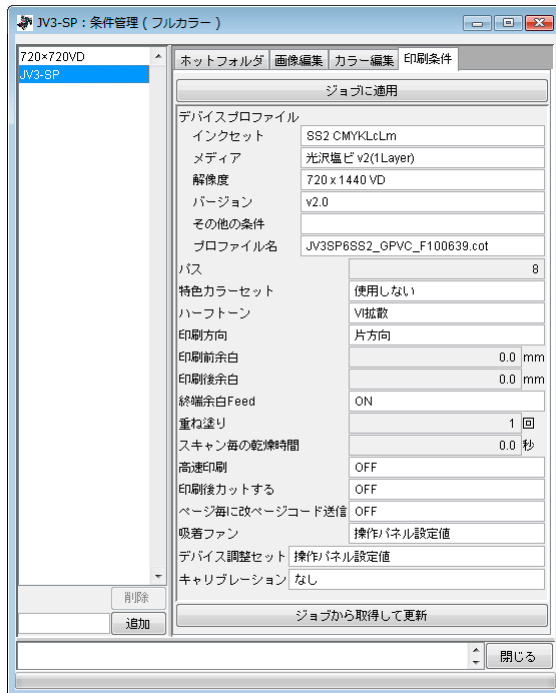 JV3-SP : 条件管理 ( フルカラー )
720×720VD
JV3-SP
削除
追加
ホットフォルダ 画像編集 カラー編集 印刷条件
ジョブに適用
デバイスプロファイル
インクセット SS2 CMYKLcLm
メディア 光沢塩ビ v2(1Layer)
解像度 720 x 1440 VD
バージョン v2.0
その他の条件
プロファイル名 JV3SP6SS2_GPVC_F100639.cot
パス 8
特色カラーセット 使用しない
ハーフトーン VI拡散
印刷方向 片方向
印刷前余白 0.0 mm
印刷後余白 0.0 mm
終端余白Feed ON
重ね塗り 1 回
スキャン毎の乾燥時間 0.0 秒
高速印刷 OFF
印刷後カットする OFF
ページ毎に改ページコード送信 OFF
吸着ファン 操作パネル設定値
デバイス調整セット 操作パネル設定値
キャリブレーション なし
ジョブから取得して更新
閉じる